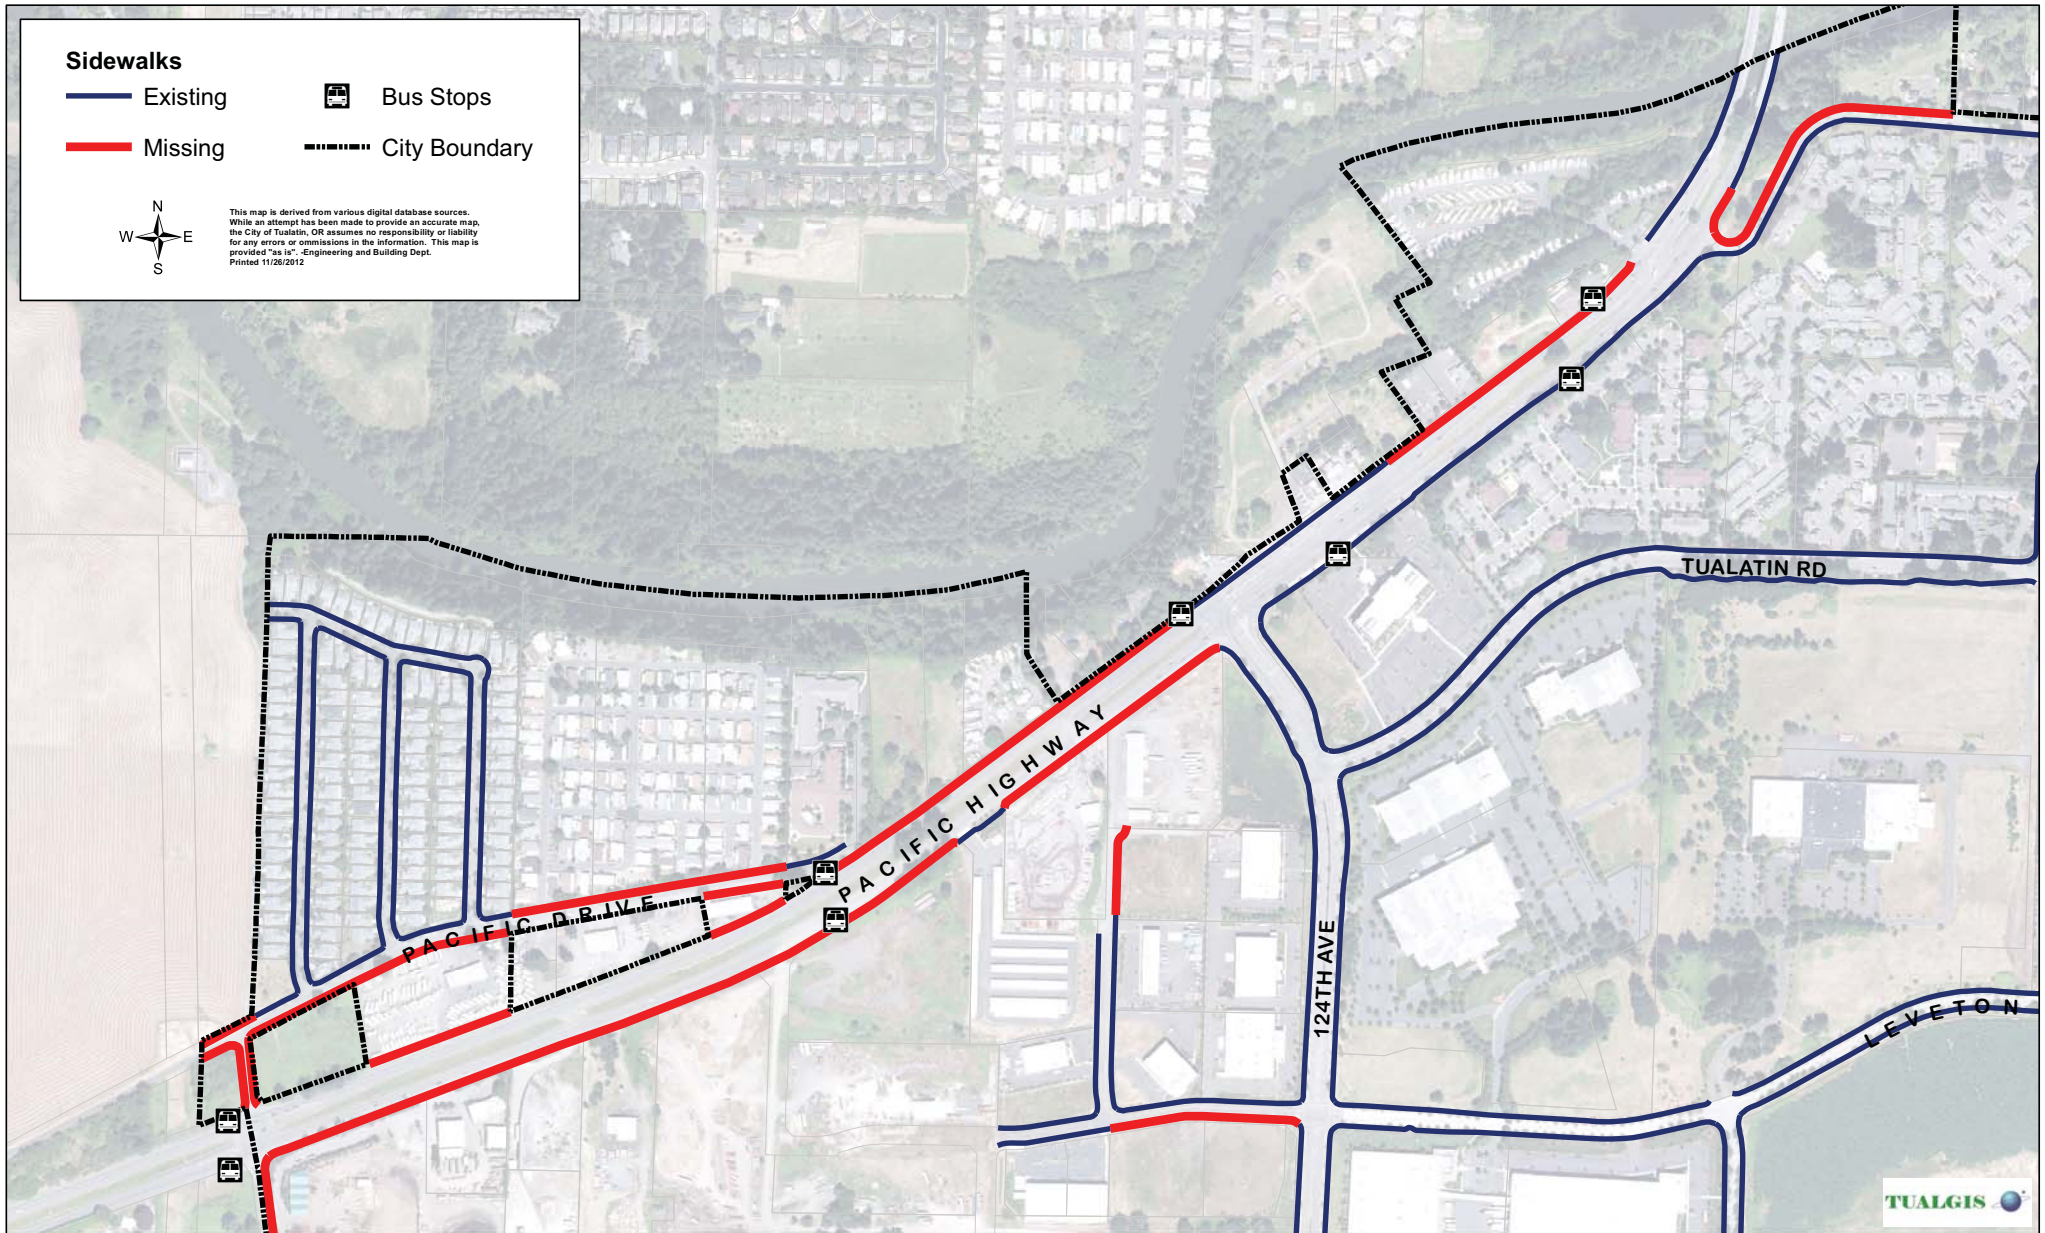 Sidewalks
Existing
Bus Stops
Missing
City Boundary
N
W E
S
This map is derived from various digital database sources.
While an attempt has been made to provide an accurate map,
the City of Tualatin, OR assumes no responsibility or liability
for any errors or ommissions in the information. This map is
provided "as is". -Engineering and Building Dept.
Printed 11/26/2012
TUALATIN RD
PACIFIC HIGHWAY
PACIFIC DRIVE
124TH AVE
LEVETON
TUALGIS